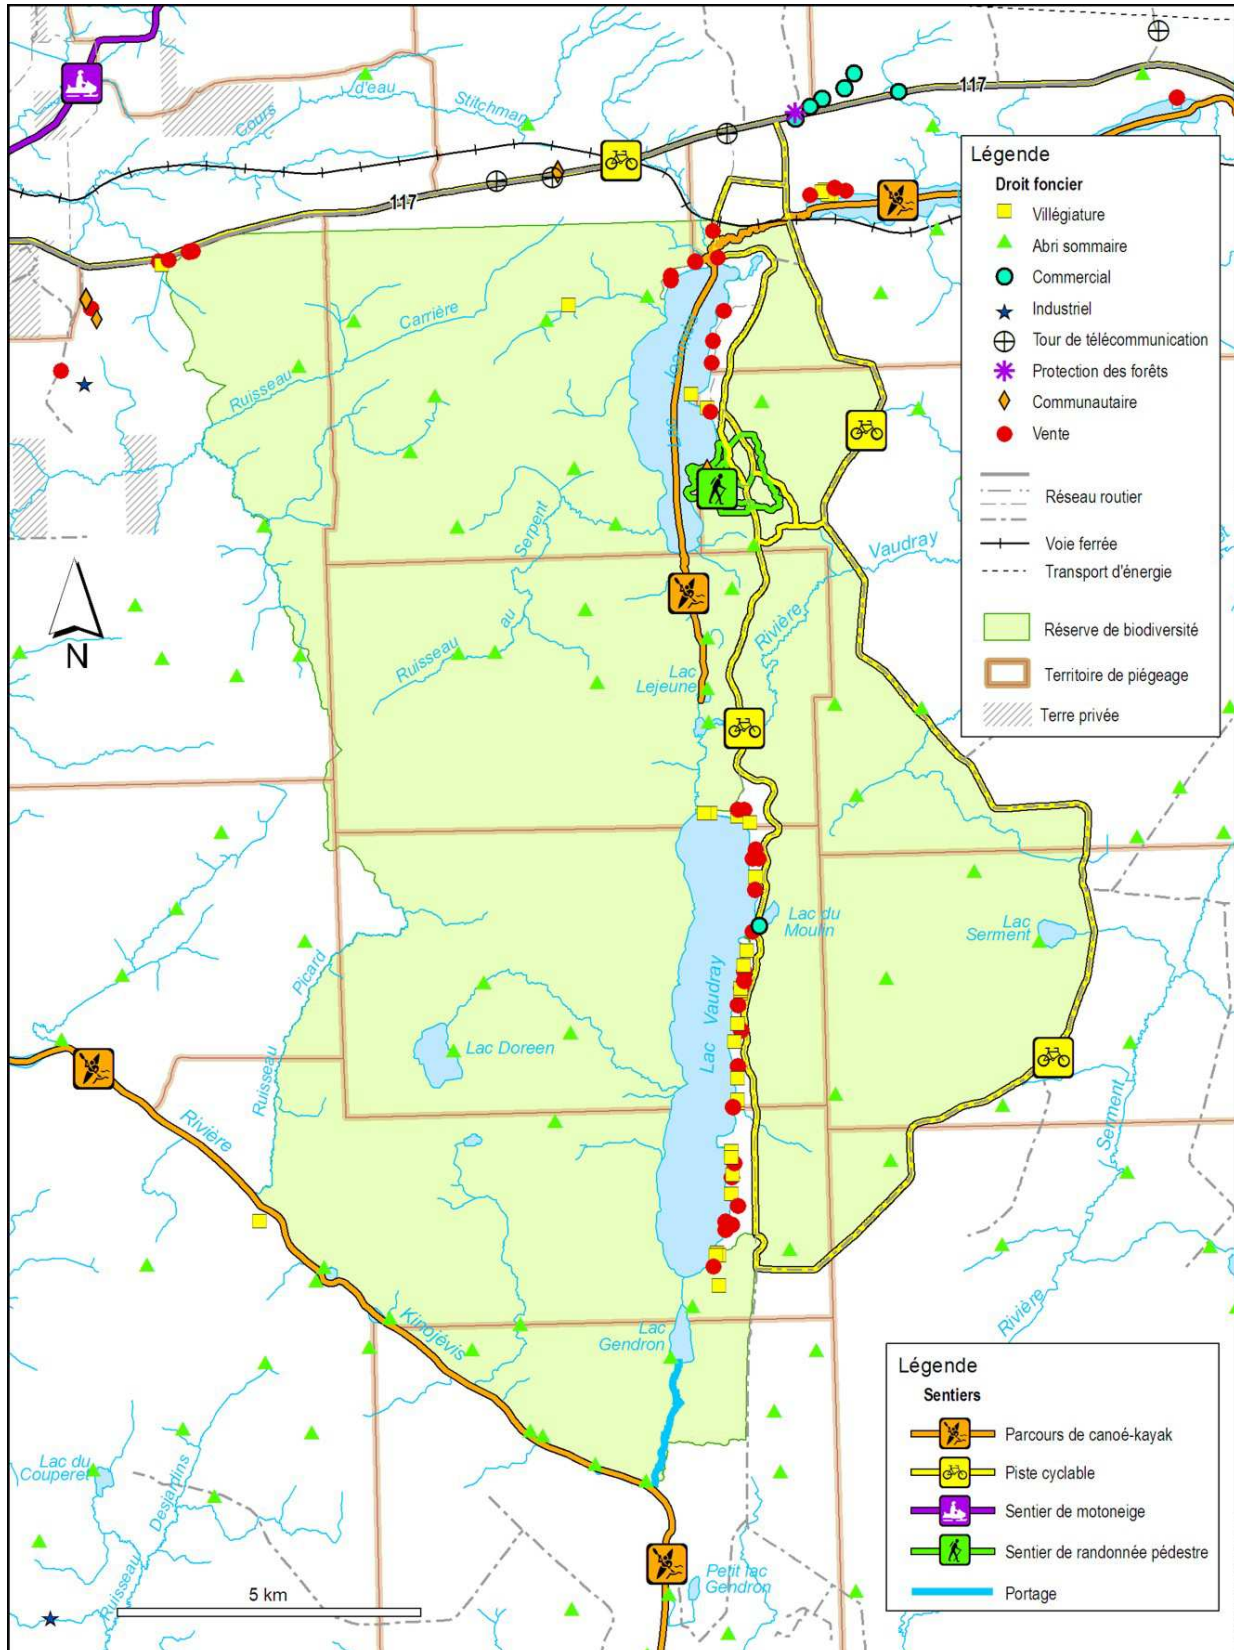 Cours
d'eau
Stitchman
117
117
Légende
Droit foncier
Villégiature
Abri sommaire
Commercial
Industriel
Tour de télécommunication
Protection des forêts
Communautaire
Vente
Réseau routier
Voie ferrée
Transport d'énergie
Réserve de biodiversité
Territoire de piégeage
Terre privée
Ruisseau
Carrière
Ruisseau
au
Serpent
Rivière
Vaudray
Lac
Lejeune
N
Lac du
Moulin
Lac
Serment
Lac Vaudray
Ruisseau
Picard
Lac Doreen
Rivière
Kinojévis
Rivière
Serment
Lac
Gendron
Légende
Sentiers
Parcours de canoé-kayak
Piste cyclable
Sentier de motoneige
Sentier de randonnée pédestre
Portage
Lac du
Couperet
Ruisseau
Desjardins
Petit lac
Gendron
5 km